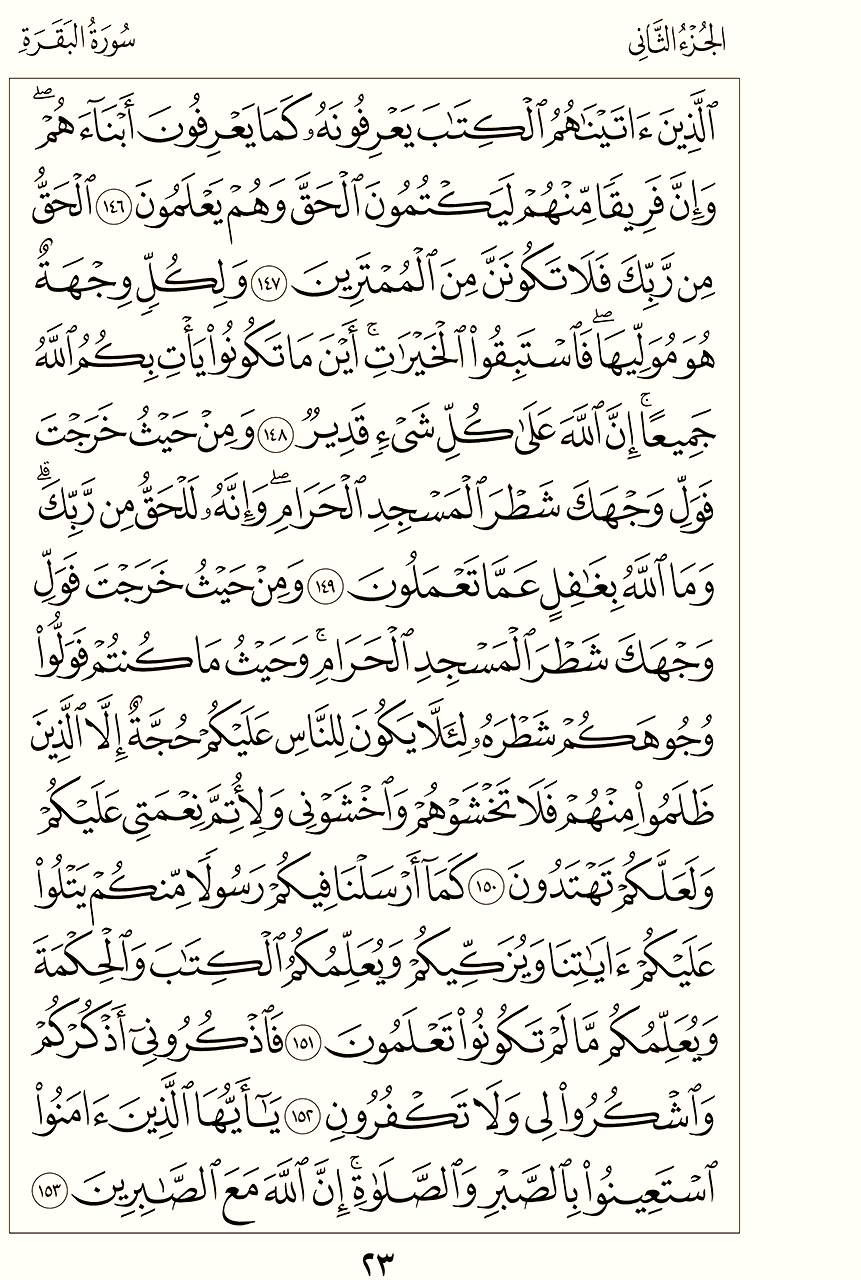 الجُزْءُ الثَّانِي
سُورَةُ البَقَرَةِ
ٱلَّذِينَ ءَاتَيْنَٰهُمُ ٱلْكِتَٰبَ يَعْرِفُونَهُۥ كَمَا يَعْرِفُونَ أَبْنَآءَهُمْۖ
وَإِنَّ فَرِيقًا مِّنْهُمْ لَيَكْتُمُونَ ٱلْحَقَّ وَهُمْ يَعْلَمُونَ ١٤٦ ٱلْحَقُّ
مِن رَّبِّكَ فَلَا تَكُونَنَّ مِنَ ٱلْمُمْتَرِينَ ١٤٧ وَلِكُلٍّ وِجْهَةٌ
هُوَ مُوَلِّيهَاۖ فَٱسْتَبِقُوا۟ ٱلْخَيْرَٰتِۚ أَيْنَ مَا تَكُونُوا۟ يَأْتِ بِكُمُ ٱللَّهُ
جَمِيعًاۚ إِنَّ ٱللَّهَ عَلَىٰ كُلِّ شَىْءٍ قَدِيرٌ ١٤٨ وَمِنْ حَيْثُ خَرَجْتَ
فَوَلِّ وَجْهَكَ شَطْرَ ٱلْمَسْجِدِ ٱلْحَرَامِۖ وَإِنَّهُۥ لَلْحَقُّ مِن رَّبِّكَۗ
وَمَا ٱللَّهُ بِغَٰفِلٍ عَمَّا تَعْمَلُونَ ١٤٩ وَمِنْ حَيْثُ خَرَجْتَ فَوَلِّ
وَجْهَكَ شَطْرَ ٱلْمَسْجِدِ ٱلْحَرَامِۚ وَحَيْثُ مَا كُنتُمْ فَوَلُّوا۟
وُجُوهَكُمْ شَطْرَهُۥ لِئَلَّا يَكُونَ لِلنَّاسِ عَلَيْكُمْ حُجَّةٌ إِلَّا ٱلَّذِينَ
ظَلَمُوا۟ مِنْهُمْ فَلَا تَخْشَوْهُمْ وَٱخْشَوْنِى وَلِأُتِمَّ نِعْمَتِى عَلَيْكُمْ
وَلَعَلَّكُمْ تَهْتَدُونَ ١٥٠ كَمَآ أَرْسَلْنَا فِيكُمْ رَسُولًا مِّنكُمْ يَتْلُوا۟
عَلَيْكُمْ ءَايَٰتِنَا وَيُزَكِّيكُمْ وَيُعَلِّمُكُمُ ٱلْكِتَٰبَ وَٱلْحِكْمَةَ
وَيُعَلِّمُكُم مَّا لَمْ تَكُونُوا۟ تَعْلَمُونَ ١٥١ فَٱذْكُرُونِىٓ أَذْكُرْكُمْ
وَٱشْكُرُوا۟ لِى وَلَا تَكْفُرُونِ ١٥٢ يَٰٓأَيُّهَا ٱلَّذِينَ ءَامَنُوا۟
ٱسْتَعِينُوا۟ بِٱلصَّبْرِ وَٱلصَّلَوٰةِۚ إِنَّ ٱللَّهَ مَعَ ٱلصَّٰبِرِينَ ١٥٣
٢٣